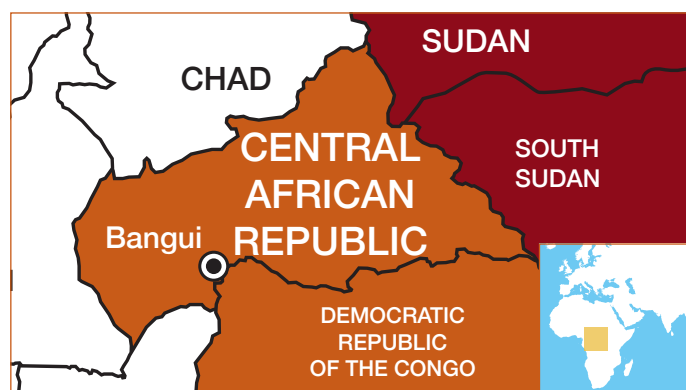 SUDAN
CHAD
CENTRAL
AFRICAN
REPUBLIC
SOUTH
SUDAN
Bangui
DEMOCRATIC
REPUBLIC
OF THE CONGO